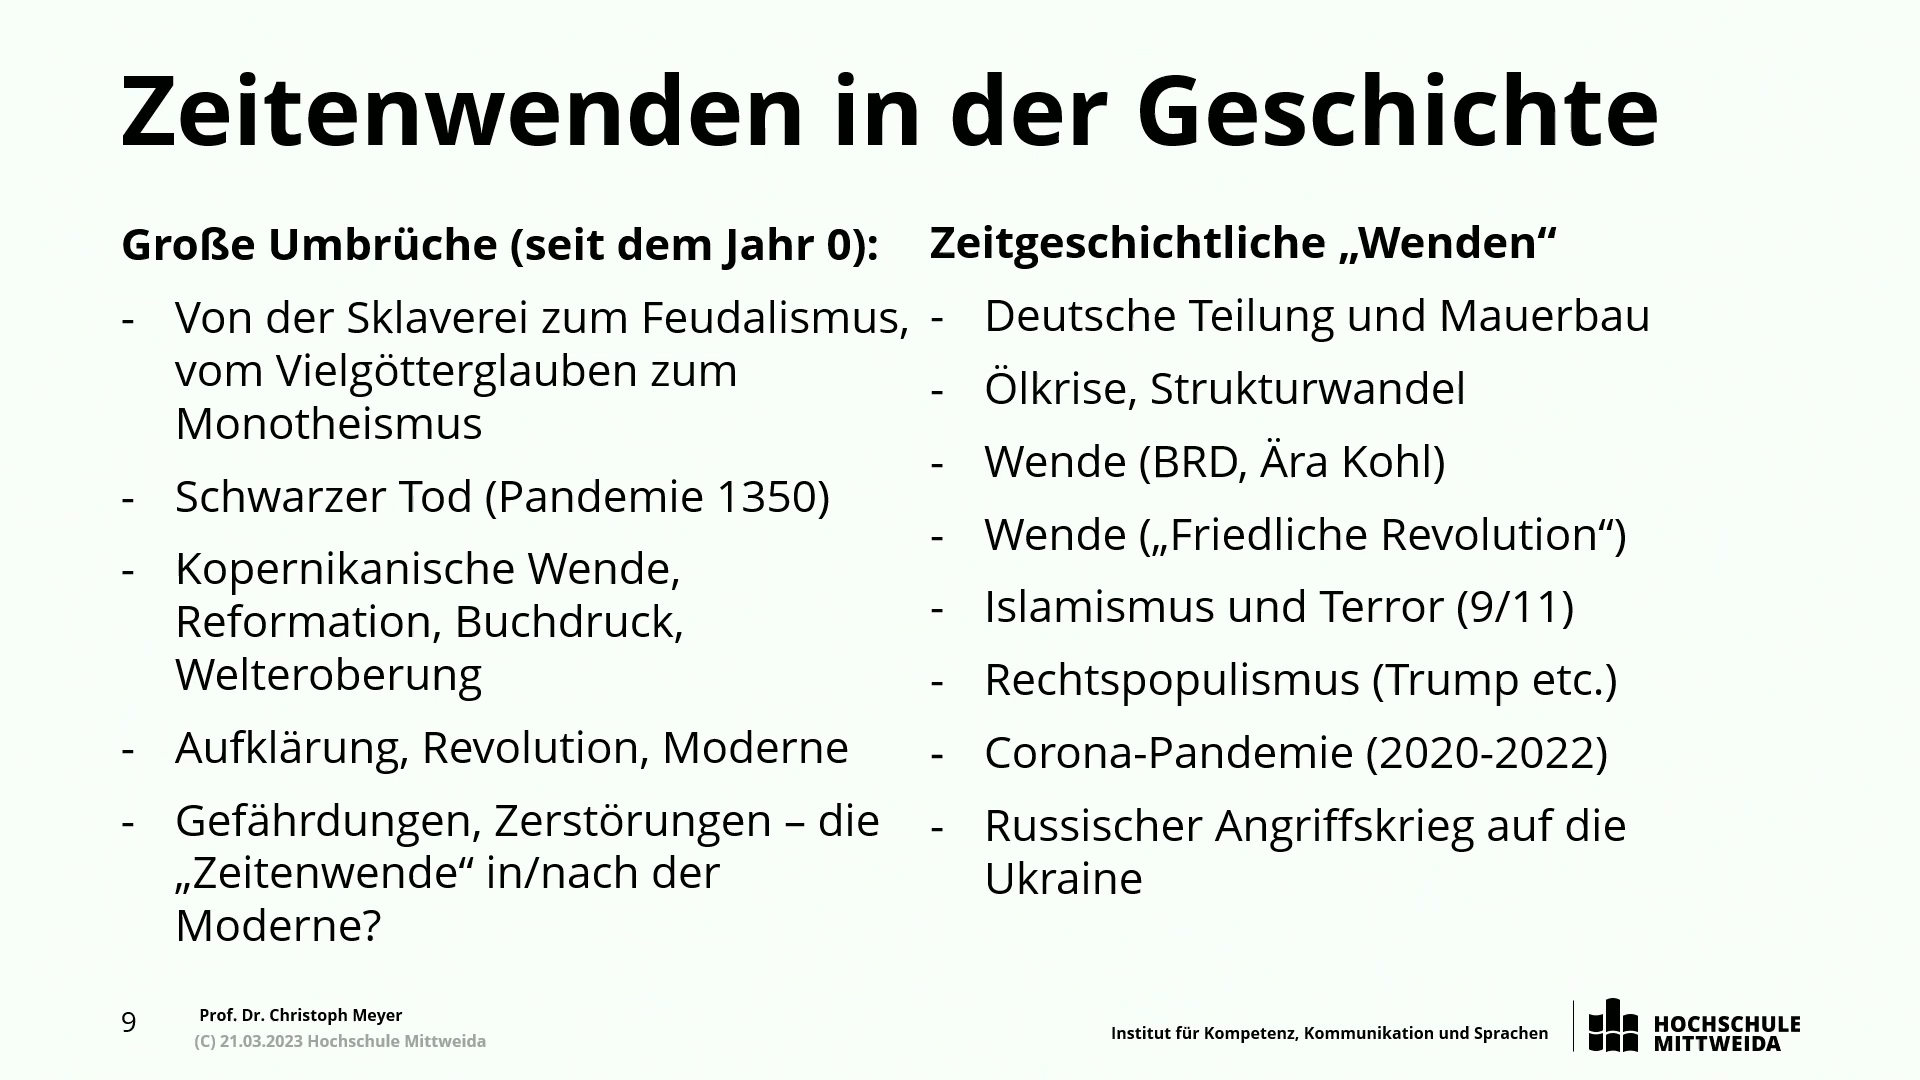 Zeitenwenden in der Geschichte
Große Umbrüche (seit dem Jahr 0):
- Von der Sklaverei zum Feudalismus,
vom Vielgötterglauben zum
Monotheismus
- Schwarzer Tod (Pandemie 1350)
- Kopernikanische Wende,
Reformation, Buchdruck,
Welteroberung
- Aufklärung, Revolution, Moderne
- Gefährdungen, Zerstörungen – die
„Zeitenwende“ in/nach der
Moderne?
Zeitgeschichtliche „Wenden“
- Deutsche Teilung und Mauerbau
- Ölkrise, Strukturwandel
- Wende (BRD, Ära Kohl)
- Wende („Friedliche Revolution“)
- Islamismus und Terror (9/11)
- Rechtspopulismus (Trump etc.)
- Corona-Pandemie (2020-2022)
- Russischer Angriffskrieg auf die
Ukraine
9
Prof. Dr. Christoph Meyer
(C) 21.03.2023 Hochschule Mittweida
Institut für Kompetenz, Kommunikation und Sprachen
HOCHSCHULE
MITTWEIDA